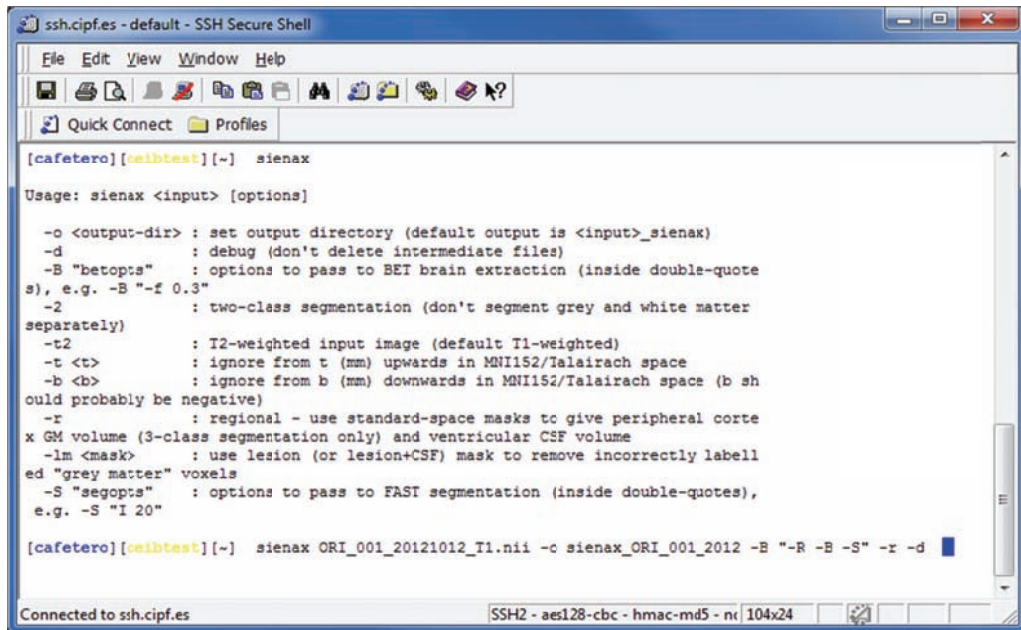 ssh.cipf.es - default - SSH Secure Shell
File Edit View Window Help
Quick Connect Profiles
[cafetero][ceibtest][~] sienax
Usage: sienax <input> [options]
-o <output-dir> : set output directory (default output is <input>_sienax)
-d : debug (don't delete intermediate files)
-B "betopts" : options to pass to BET brain extraction (inside double-quote
s), e.g. -B "-f 0.3"
-2 : two-class segmentation (don't segment grey and white matter
separately)
-t2 : T2-weighted input image (default T1-weighted)
-t <t> : ignore from t (mm) upwards in MNI152/Talairach space
-b <b> : ignore from b (mm) downwards in MNI152/Talairach space (b sh
ould probably be negative)
-r : regional - use standard-space masks to give peripheral corte
x GM volume (3-class segmentation only) and ventricular CSF volume
-lm <mask> : use lesion (or lesion+CSF) mask to remove incorrectly labell
ed "grey matter" voxels
-S "segopts" : options to pass to FAST segmentation (inside double-quotes),
e.g. -S "I 20"
[cafetero][ceibtest][~] sienax ORI_001_20121012_T1.nii -o sienax_ORI_001_2012 -B "-R -B -S" -r -d
Connected to ssh.cipf.es SSH2 - aes128-cbc - hmac-md5 - nc 104x24